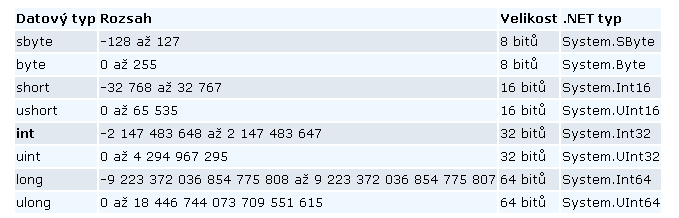 Datový typ Rozsah Velikost .NET typ
sbyte -128 až 127 8 bitů System.SByte
byte 0 až 255 8 bitů System.Byte
short -32 768 až 32 767 16 bitů System.Int16
ushort 0 až 65 535 16 bitů System.UInt16
int -2 147 483 648 až 2 147 483 647 32 bitů System.Int32
uint 0 až 4 294 967 295 32 bitů System.UInt32
long -9 223 372 036 854 775 808 až 9 223 372 036 854 775 807 64 bitů System.Int64
ulong 0 až 18 446 744 073 709 551 615 64 bitů System.UInt64